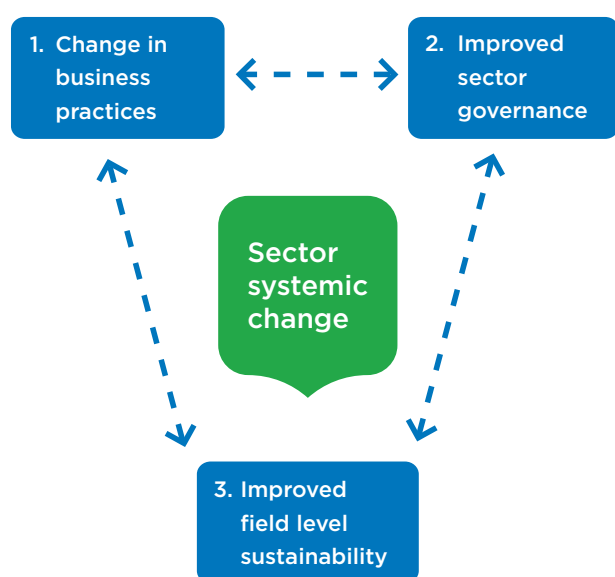 1. Change in
business
practices
2. Improved
sector
governance
Sector
systemic
change
3. Improved
field level
sustainability